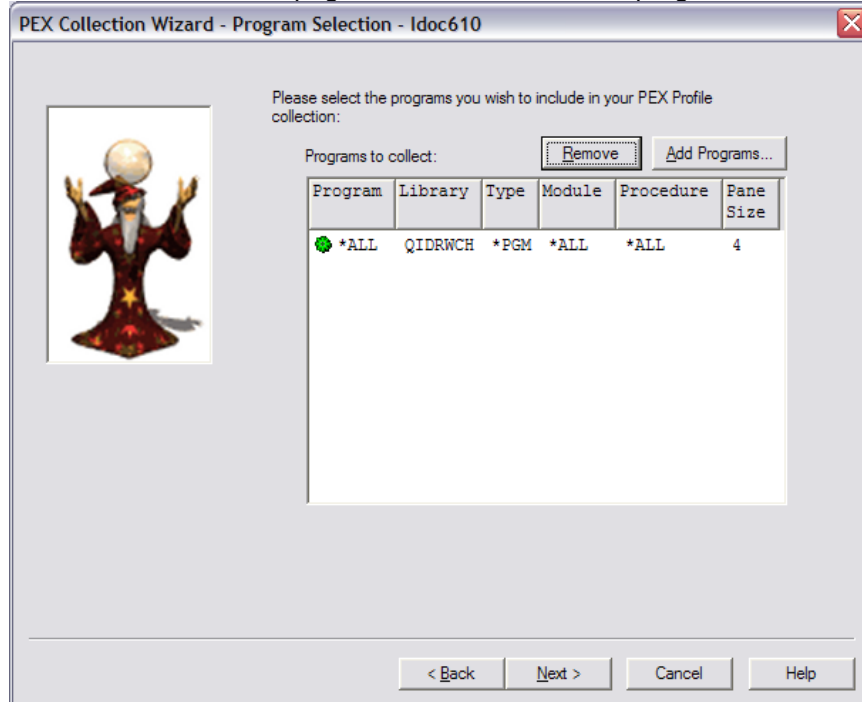 PEX Collection Wizard - Program Selection - Idoc610
Please select the programs you wish to include in your PEX Profile
collection:
Programs to collect:
Remove
Add Programs...
Program Library Type Module Procedure Pane Size
*ALL QIDRWCH *PGM *ALL *ALL 4
< Back
Next >
Cancel
Help